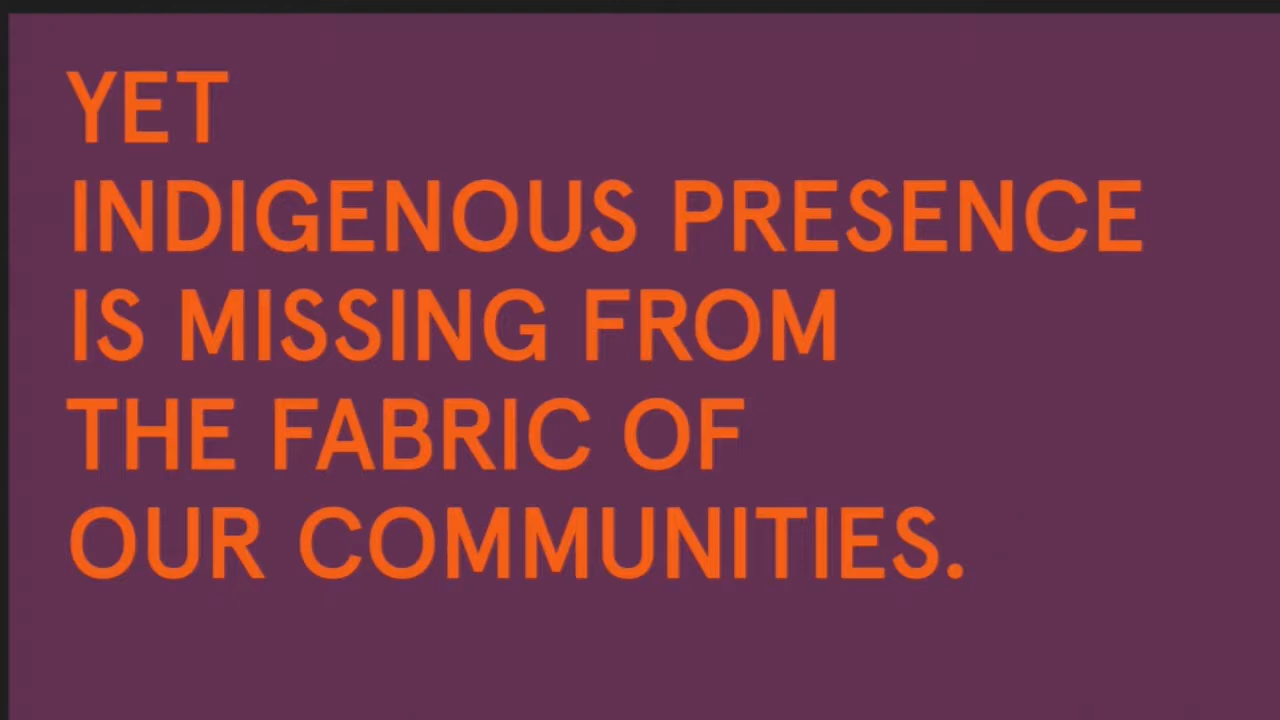 YET
INDIGENOUS PRESENCE
IS MISSING FROM
THE FABRIC OF
OUR COMMUNITIES.